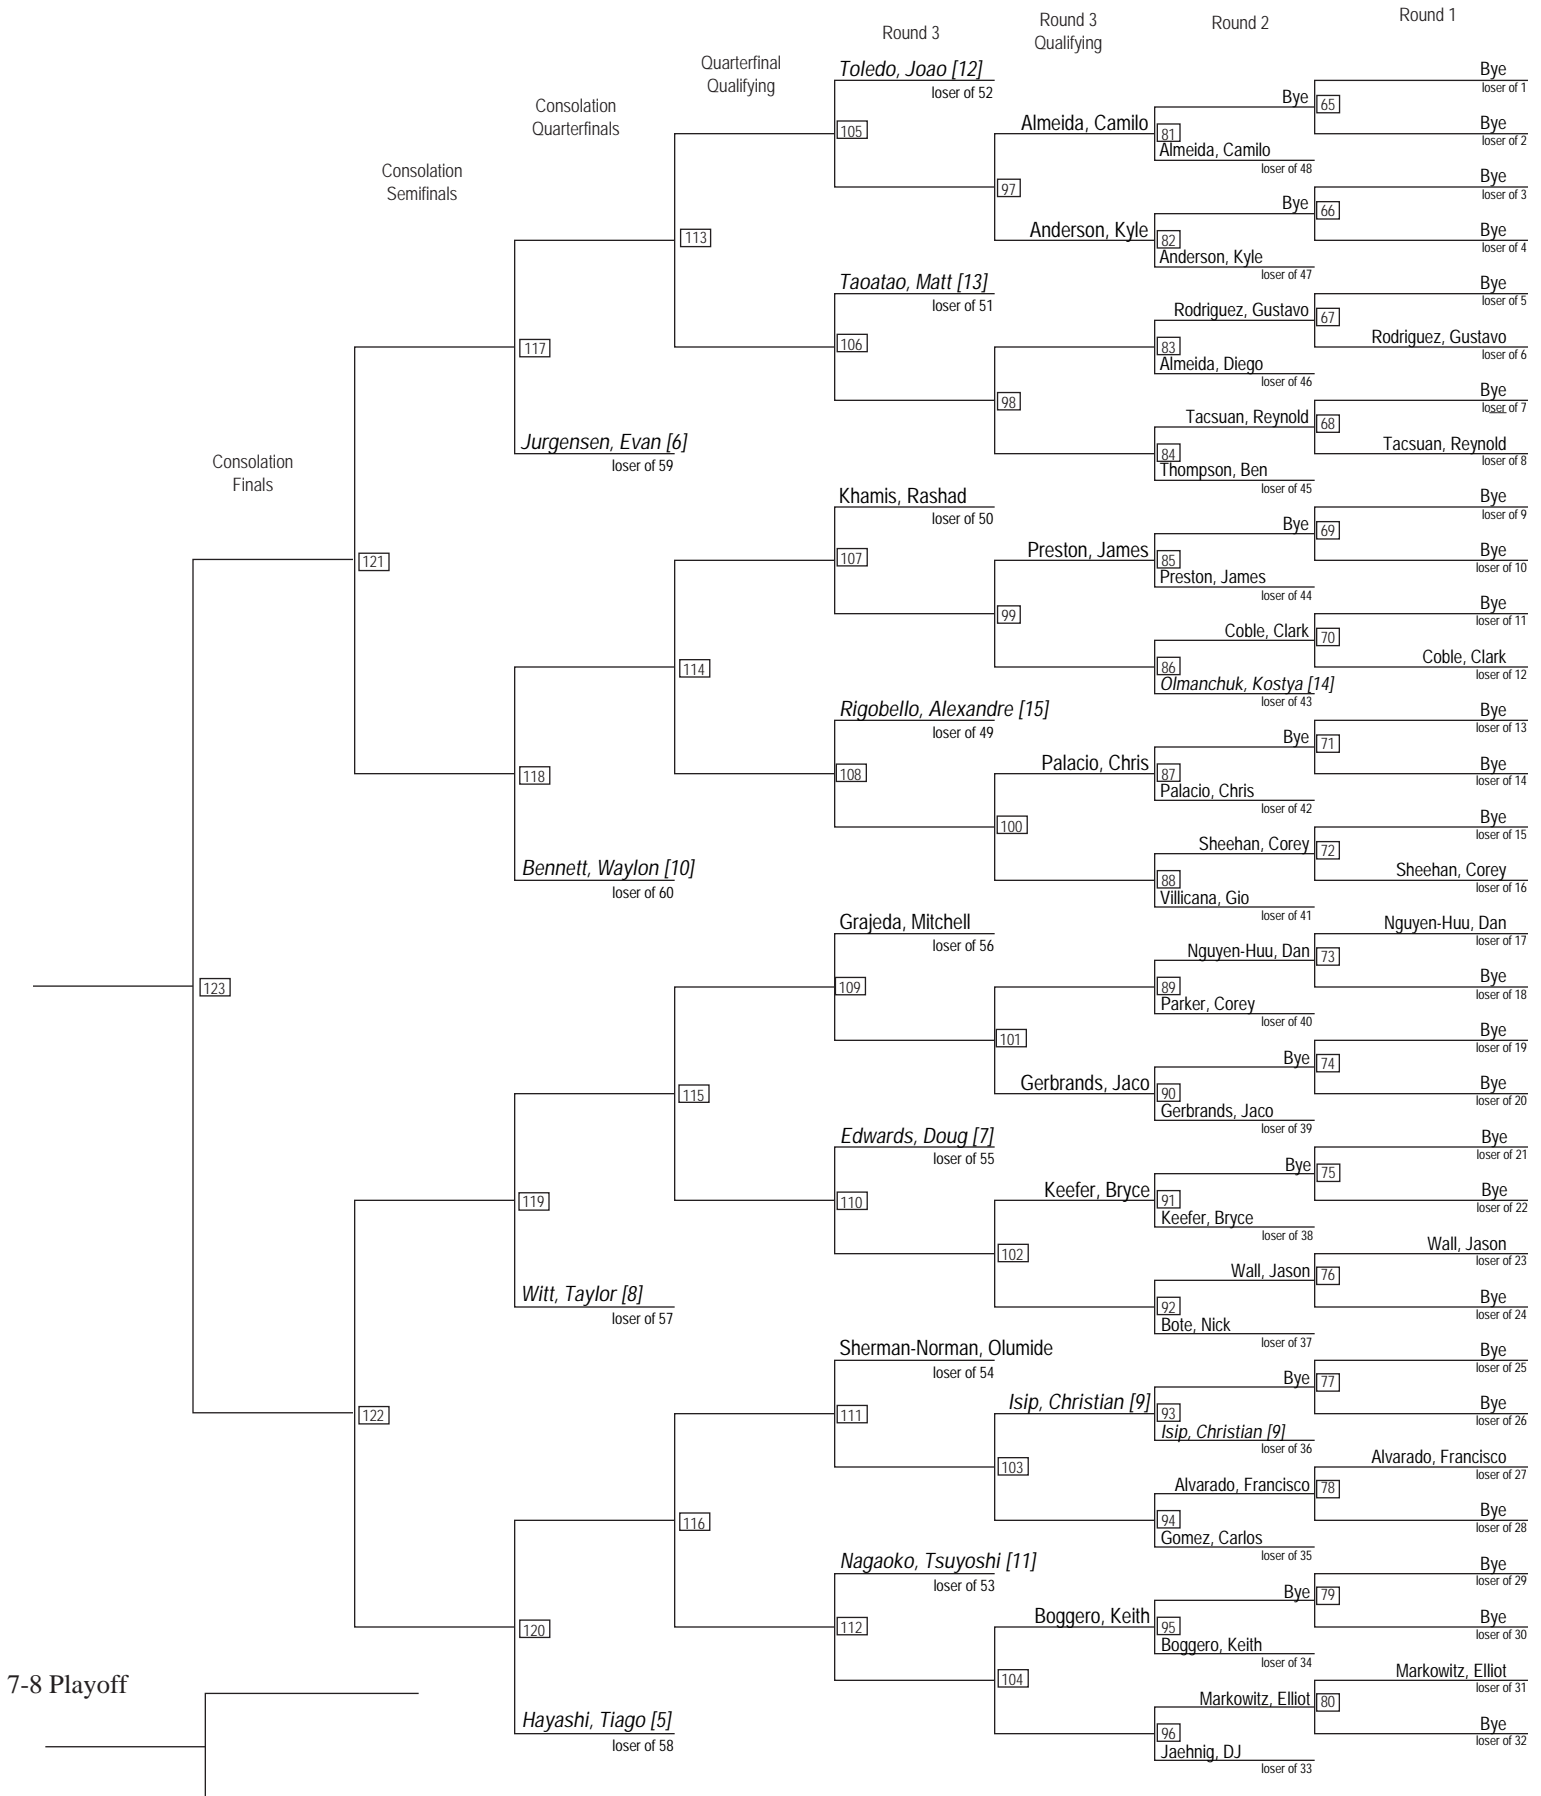 Round 1
Round 3
Round 2
Round 3
Qualifying
Quarterfinal
Qualifying
Consolation
Quarterfinals
Consolation
Semifinals
Consolation
Finals
Toledo, Joao [12]
loser of 52
105
Taoatao, Matt [13]
loser of 51
106
Khamis, Rashad
loser of 50
107
Rigobello, Alexandre [15]
loser of 49
108
Grajeda, Mitchell
loser of 56
109
Edwards, Doug [7]
loser of 55
110
Sherman-Norman, Olumide
loser of 54
111
Nagaoko, Tsuyoshi [11]
loser of 53
112
113
114
115
116
117
Jurgensen, Evan [6]
loser of 59
118
Bennett, Waylon [10]
loser of 60
119
Witt, Taylor [8]
loser of 57
120
Hayashi, Tiago [5]
loser of 58
121
122
123
Almeida, Camilo
97
Anderson, Kyle
98
Preston, James
99
Palacio, Chris
100
101
Gerbrands, Jaco
Keefer, Bryce
102
Isip, Christian [9]
103
Boggero, Keith
104
Bye
81
Almeida, Camilo
loser of 48
Bye
82
Anderson, Kyle
loser of 47
Rodriguez, Gustavo
83
Almeida, Diego
loser of 46
Tacsuan, Reynold
84
Thompson, Ben
loser of 45
Bye
85
Preston, James
loser of 44
Coble, Clark
86
Olmanchuk, Kostya [14]
loser of 43
Bye
87
Palacio, Chris
loser of 42
Sheehan, Corey
88
Villicana, Gio
loser of 41
Nguyen-Huu, Dan
89
Parker, Corey
loser of 40
Bye
90
Gerbrands, Jaco
loser of 39
Bye
91
Keefer, Bryce
loser of 38
Wall, Jason
92
Bote, Nick
loser of 37
Bye
93
Isip, Christian [9]
loser of 36
Alvarado, Francisco
94
Gomez, Carlos
loser of 35
Bye
95
Boggero, Keith
loser of 34
Markowitz, Elliot
96
Jaehnig, DJ
loser of 33
Bye
loser of 1
65
Bye
loser of 2
Bye
loser of 3
66
Bye
loser of 4
Bye
loser of 5
67
Rodriguez, Gustavo
loser of 6
Bye
loser of 7
68
Tacsuan, Reynold
loser of 8
Bye
loser of 9
69
Bye
loser of 10
Bye
loser of 11
70
Coble, Clark
loser of 12
Bye
loser of 13
71
Bye
loser of 14
Bye
loser of 15
72
Sheehan, Corey
loser of 16
Nguyen-Huu, Dan
loser of 17
73
Bye
loser of 18
Bye
loser of 19
74
Bye
loser of 20
Bye
loser of 21
75
Bye
loser of 22
Wall, Jason
loser of 23
76
Bye
loser of 24
Bye
loser of 25
77
Bye
loser of 26
Alvarado, Francisco
loser of 27
78
Bye
loser of 28
Bye
loser of 29
79
Bye
loser of 30
Markowitz, Elliot
loser of 31
80
Bye
loser of 32
7-8 Playoff